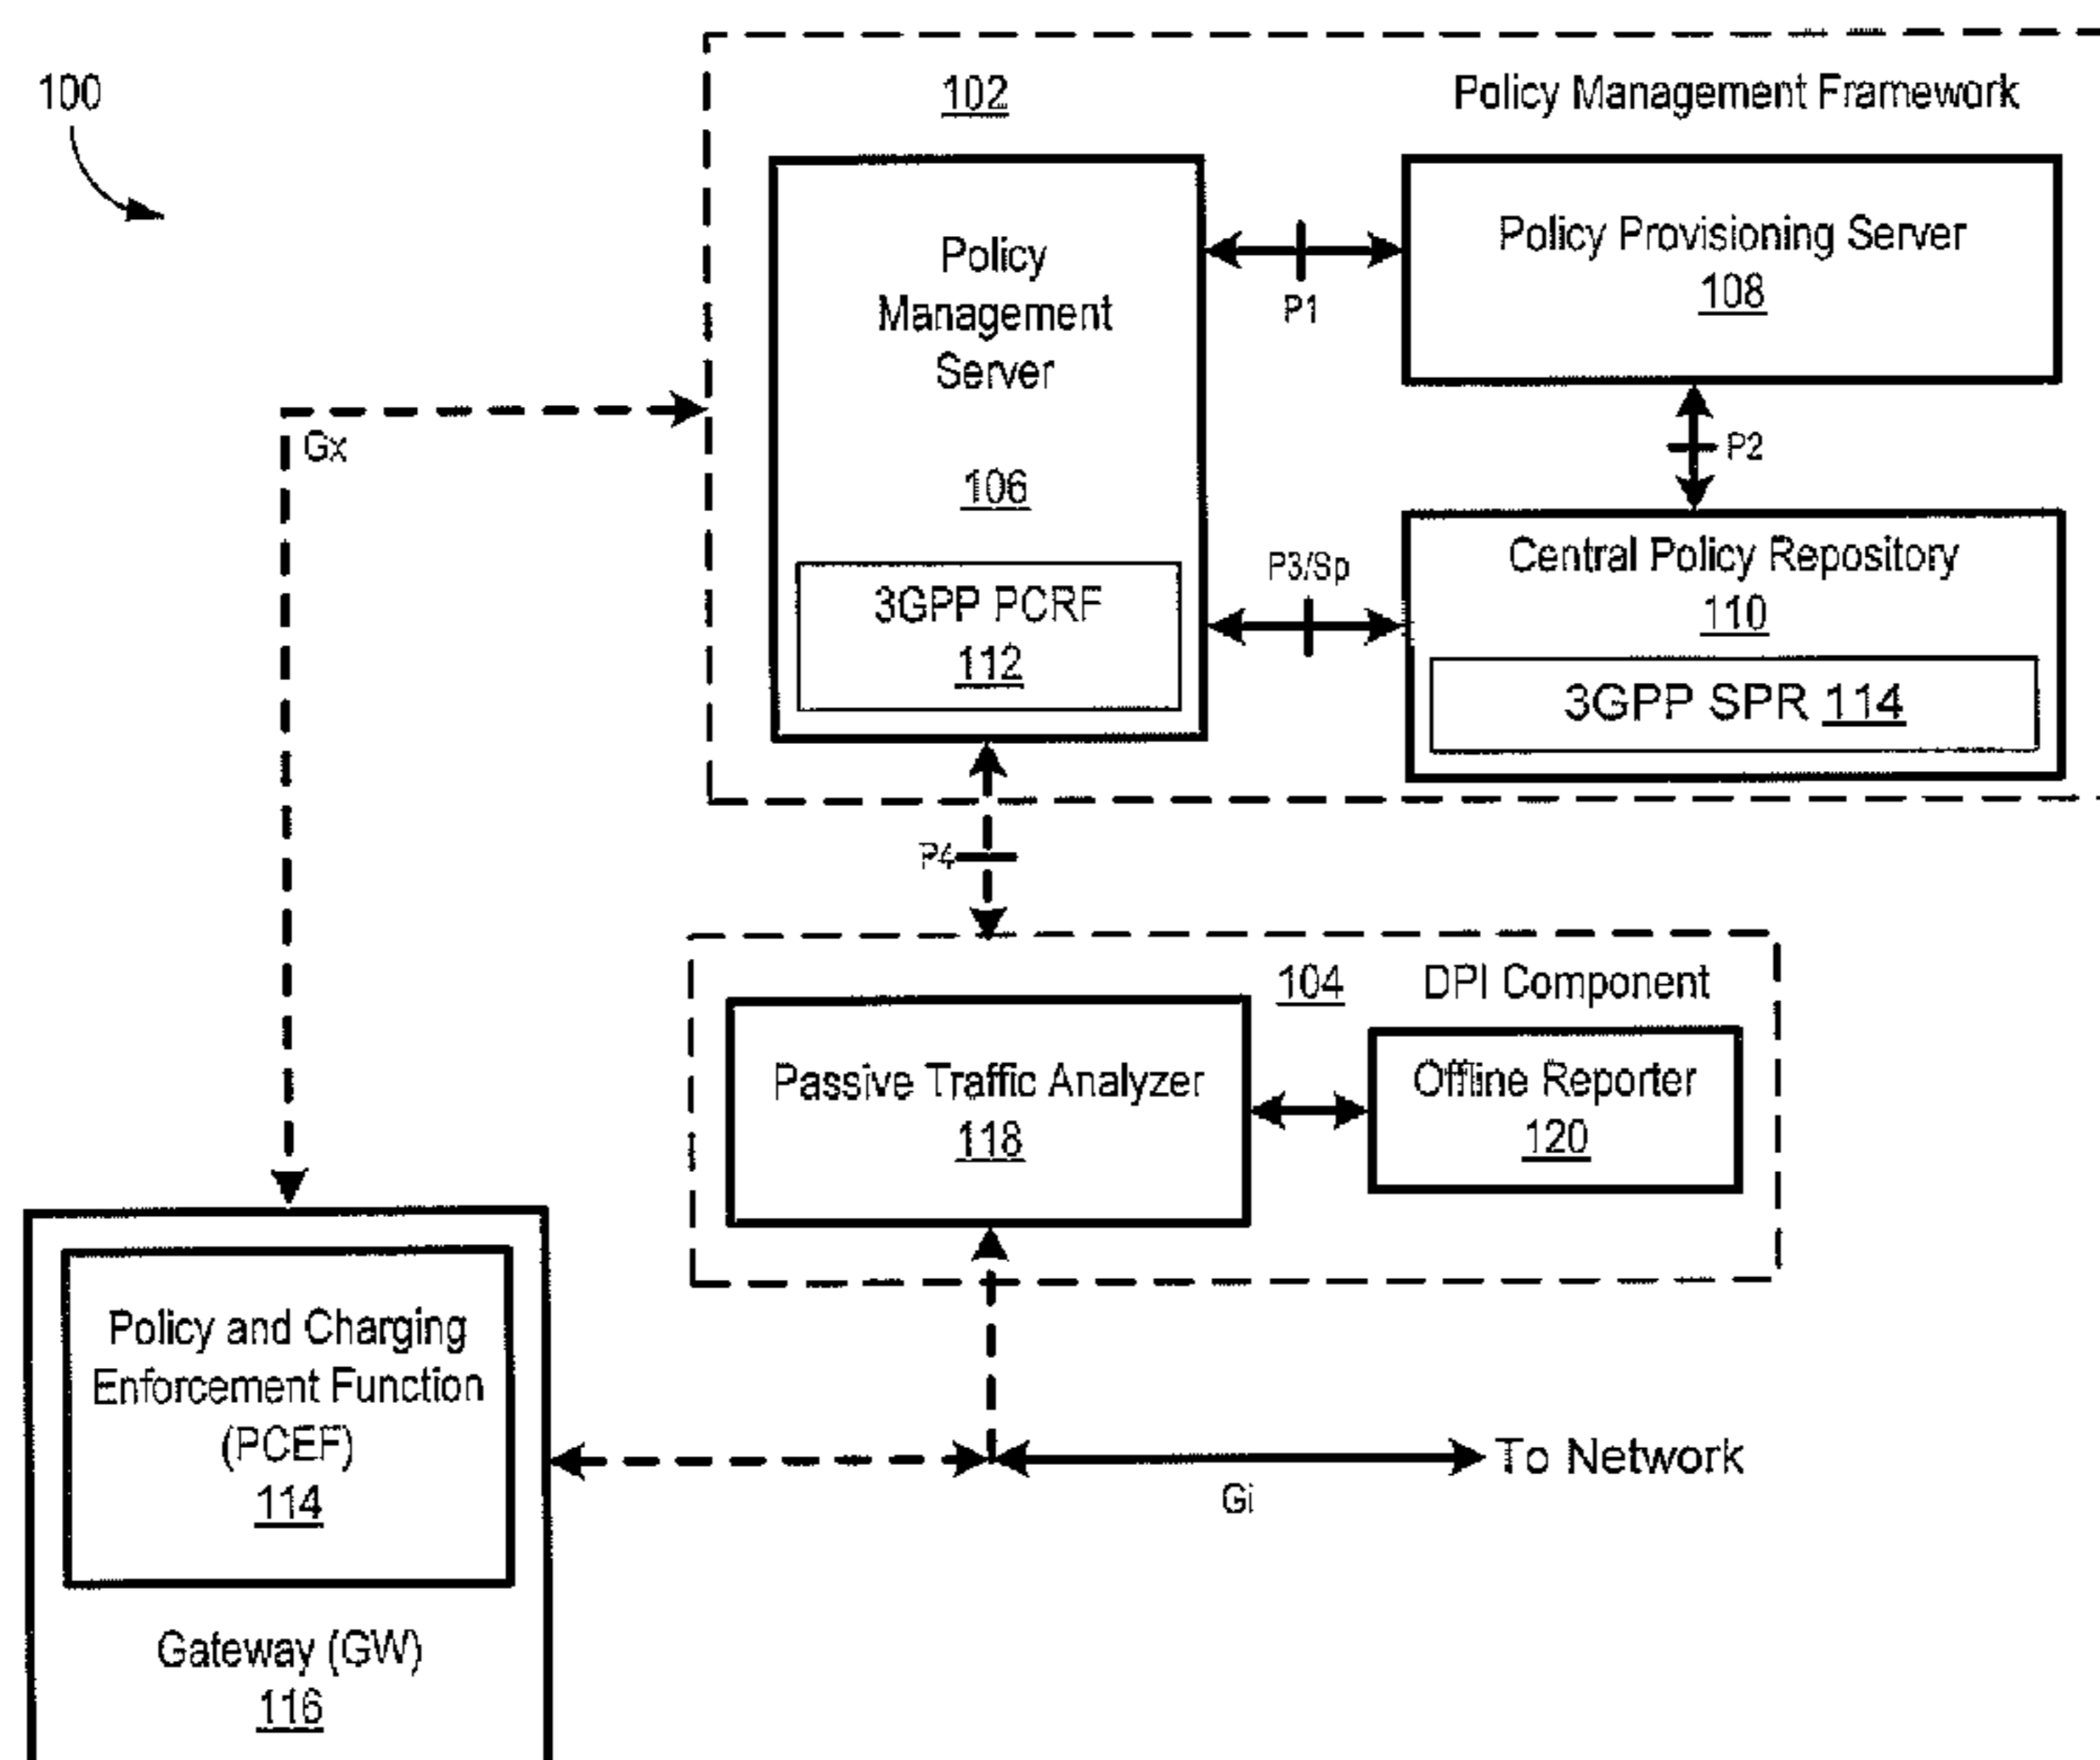 100
102
Policy Management Framework
Policy
Management
Server
106
3GPP PCRF
112
P1
Policy Provisioning Server
108
P2
P3/Sp
Central Policy Repository
110
3GPP SPR 114
Gx
P4
104
DPI Component
Passive Traffic Analyzer
118
Offline Reporter
120
Policy and Charging
Enforcement Function
(PCEF)
114
Gateway (GW)
116
To Network
Gi